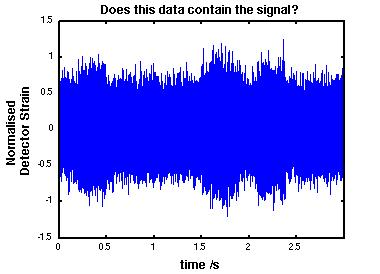 Does this data contain the signal?
1.5
1
0.5
0
-0.5
-1
-1.5
Normalised
Detector Strain
0 0.5 1 1.5 2 2.5
time /s